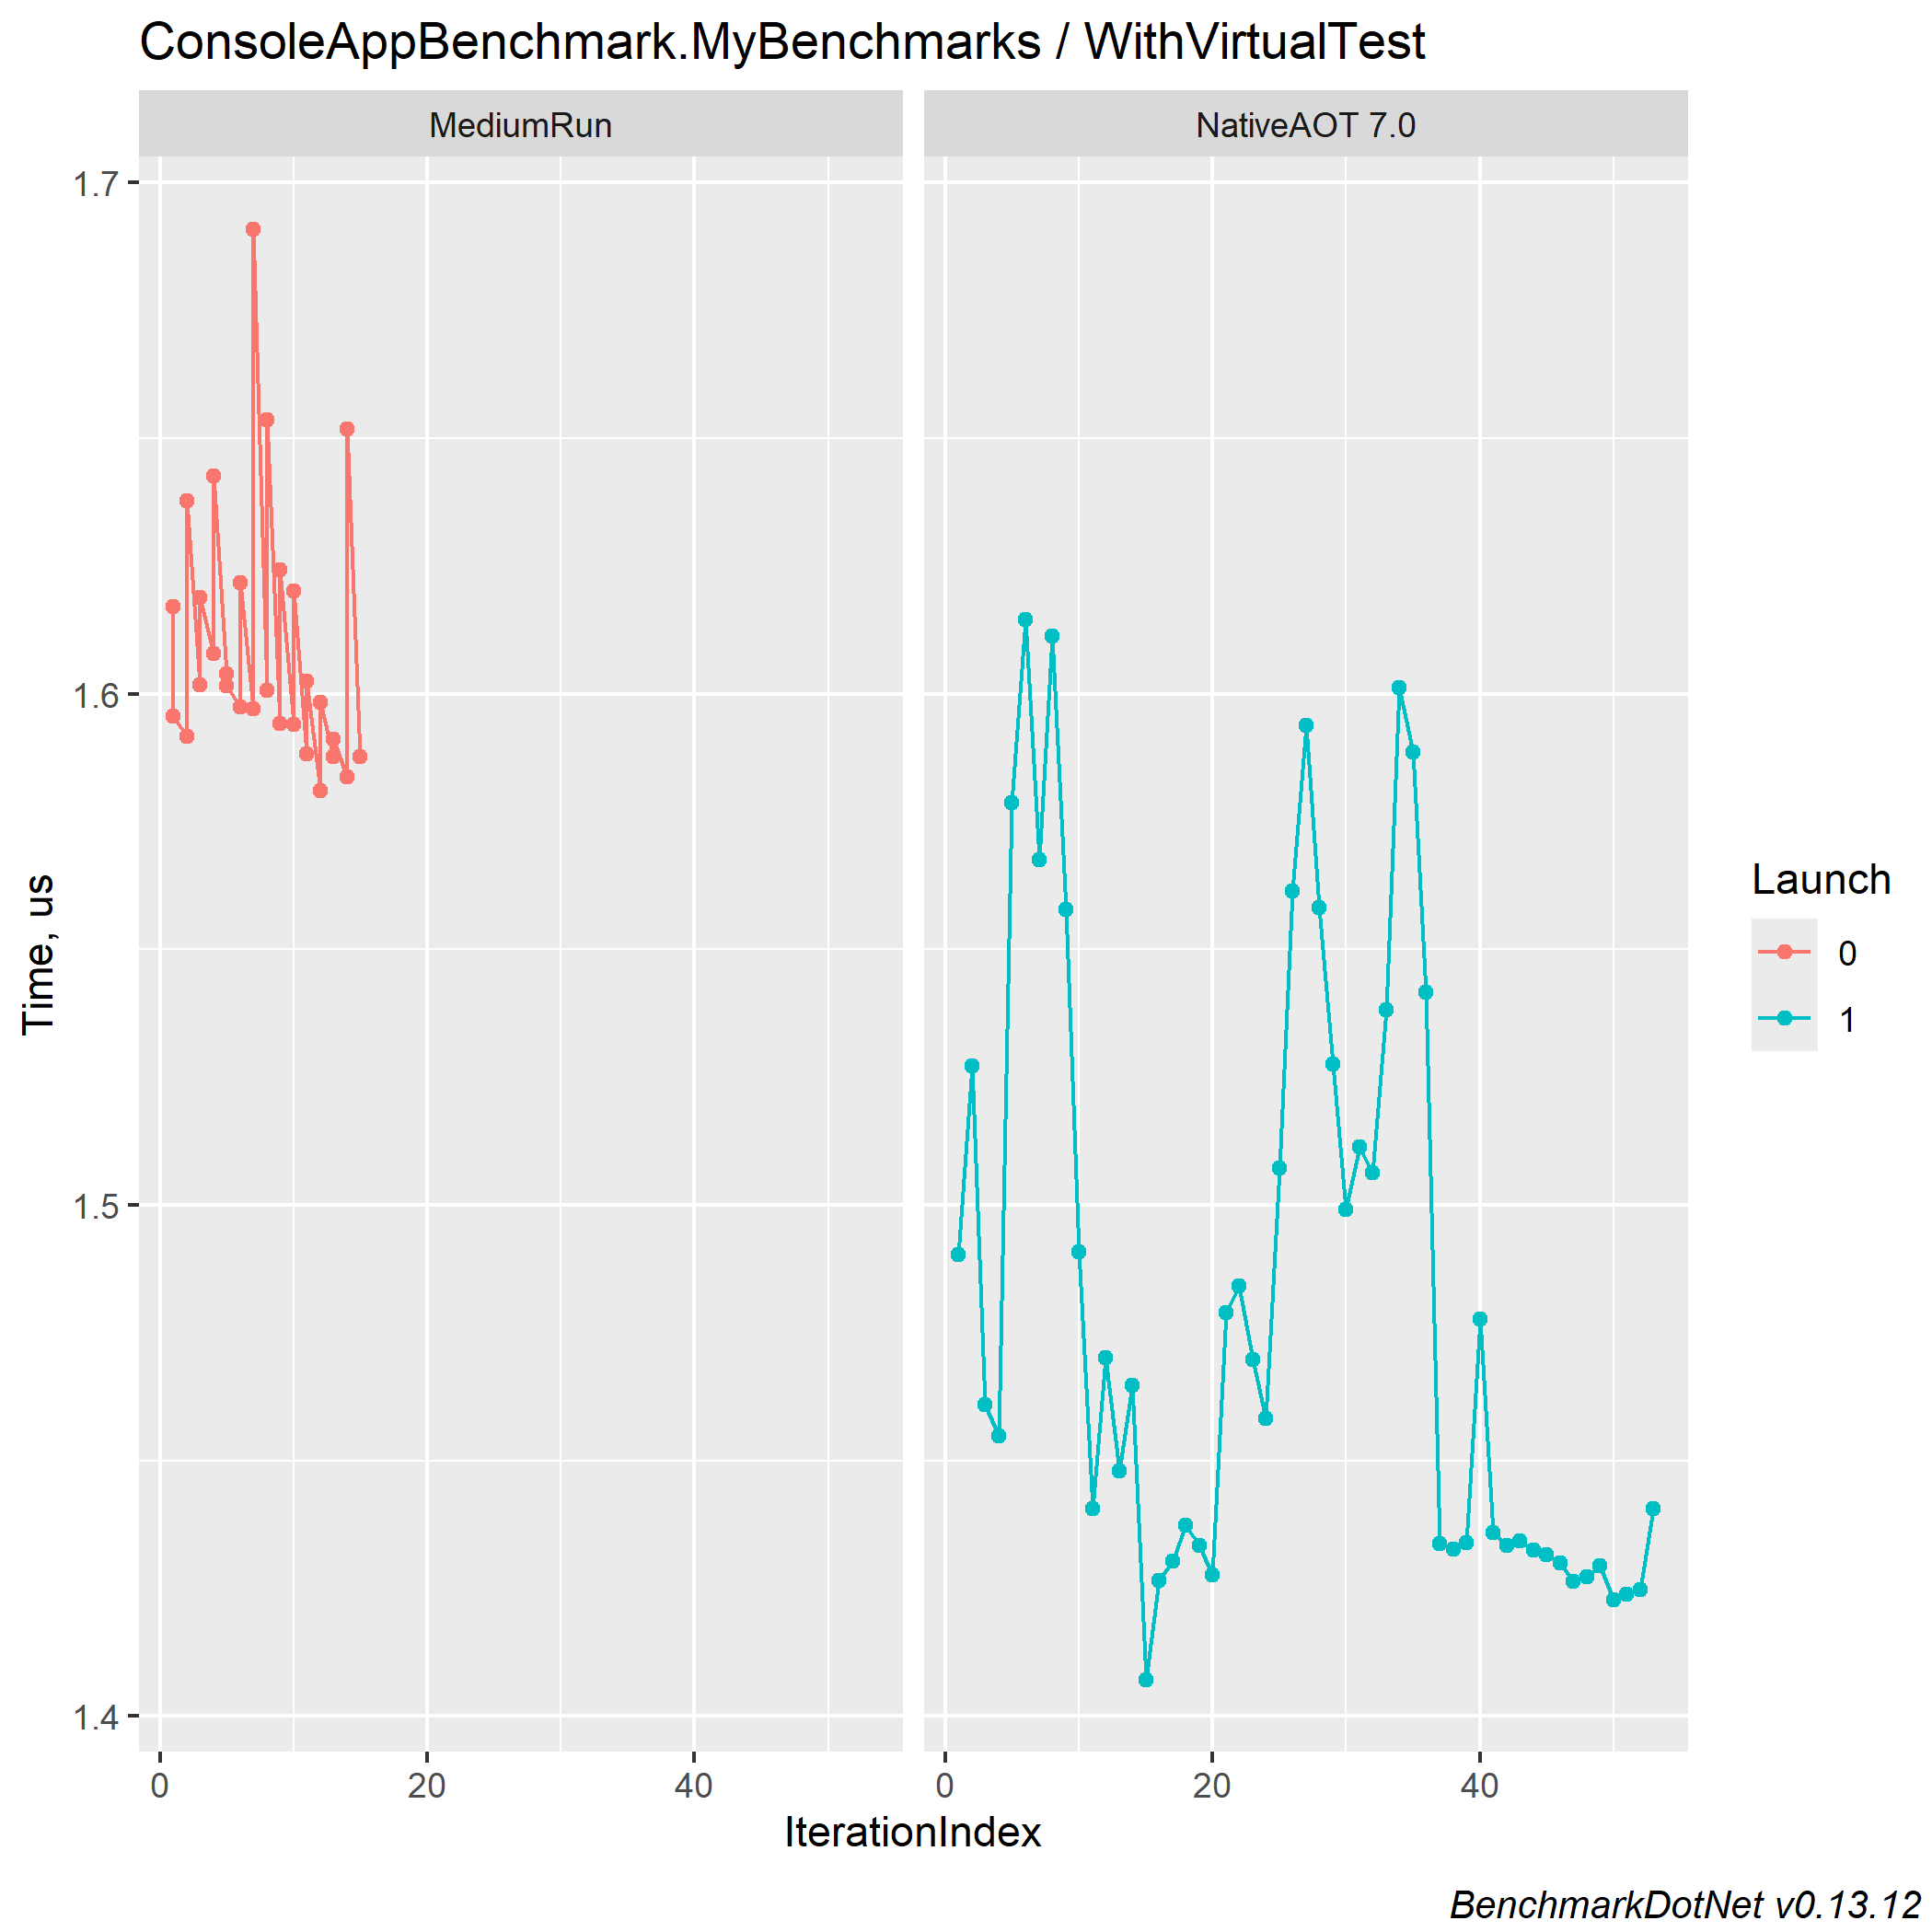 ConsoleAppBenchmark.MyBenchmarks / WithVirtualTest
MediumRun
NativeAOT 7.0
1.7
1.6
1.5
1.4
Time, us
0
20
40
0
20
40
IterationIndex
Launch
0
1
BenchmarkDotNet v0.13.12